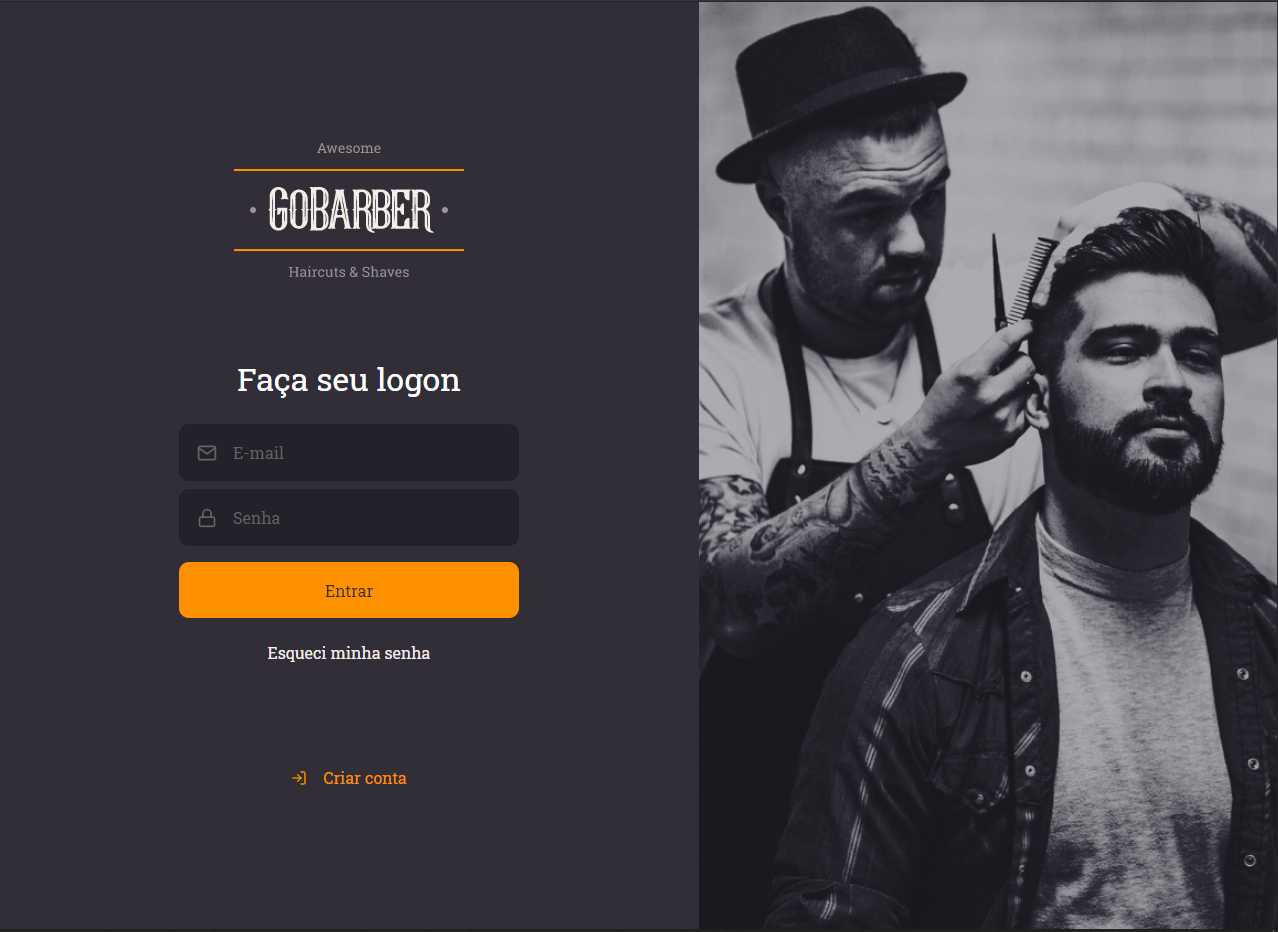 Awesome
GOBARBER
Haircuts & Shaves
Faça seu logon
E-mail
Senha
Entrar
Esqueci minha senha
Criar conta